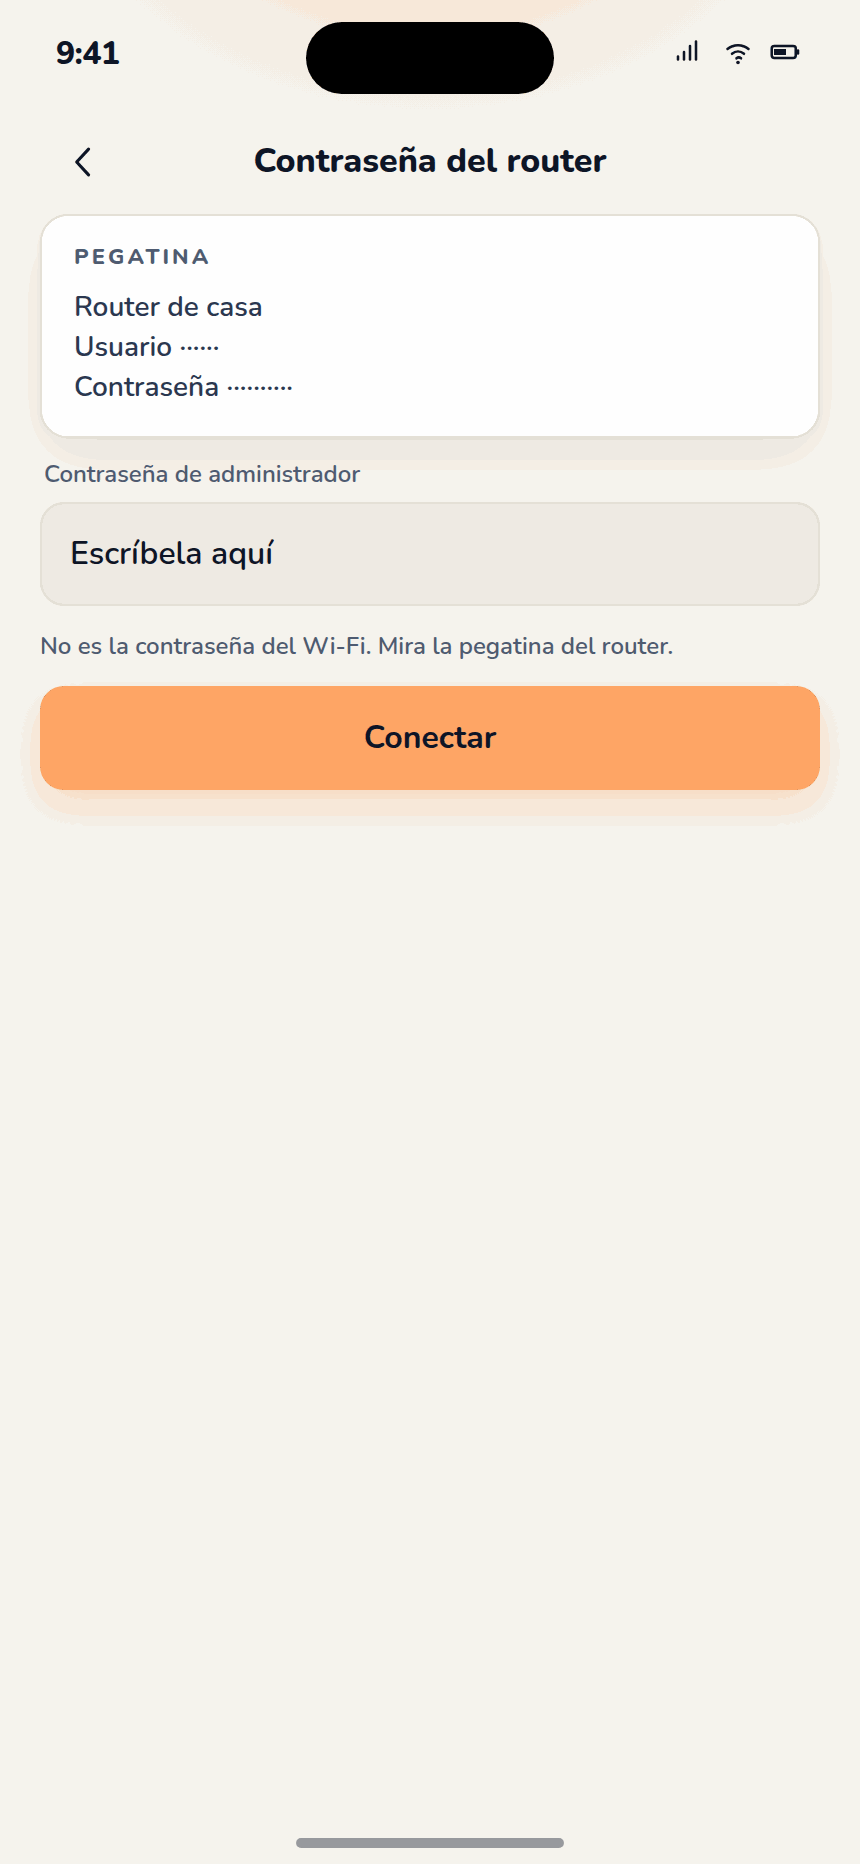 9:41
Contraseña del router
PEGATINA
Router de casa
Usuario ······
Contraseña ··········
Contraseña de administrador
Escríbela aquí
No es la contraseña del Wi-Fi. Mira la pegatina del router.
Conectar